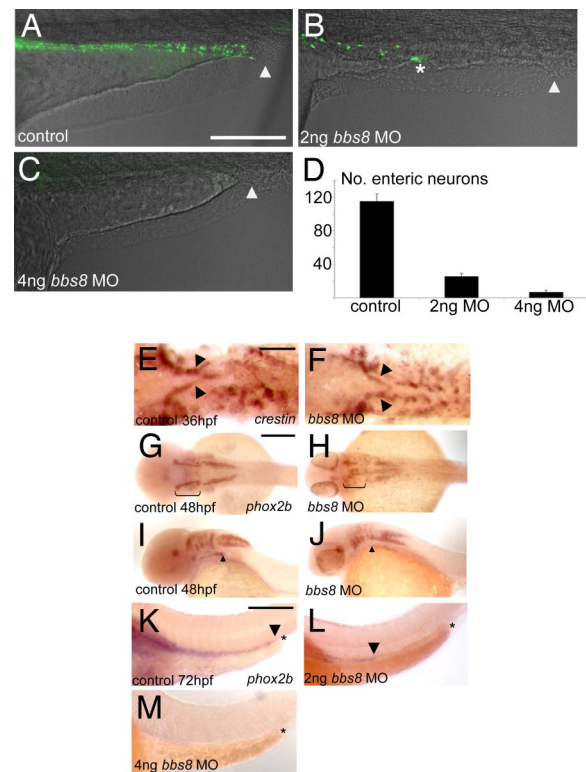 A
control
B
*
2ng bbs8 MO
C
4ng bbs8 MO
D
No. enteric neurons
120
80
40
control 2ng MO 4ng MO
E
control 36hpf crestin
F
bbs8 MO
G
control 48hpf phox2b
H
bbs8 MO
I
control 48hpf
J
bbs8 MO
K
*
control 72hpf phox2b
L
*
2ng bbs8 MO
M
*
4ng bbs8 MO